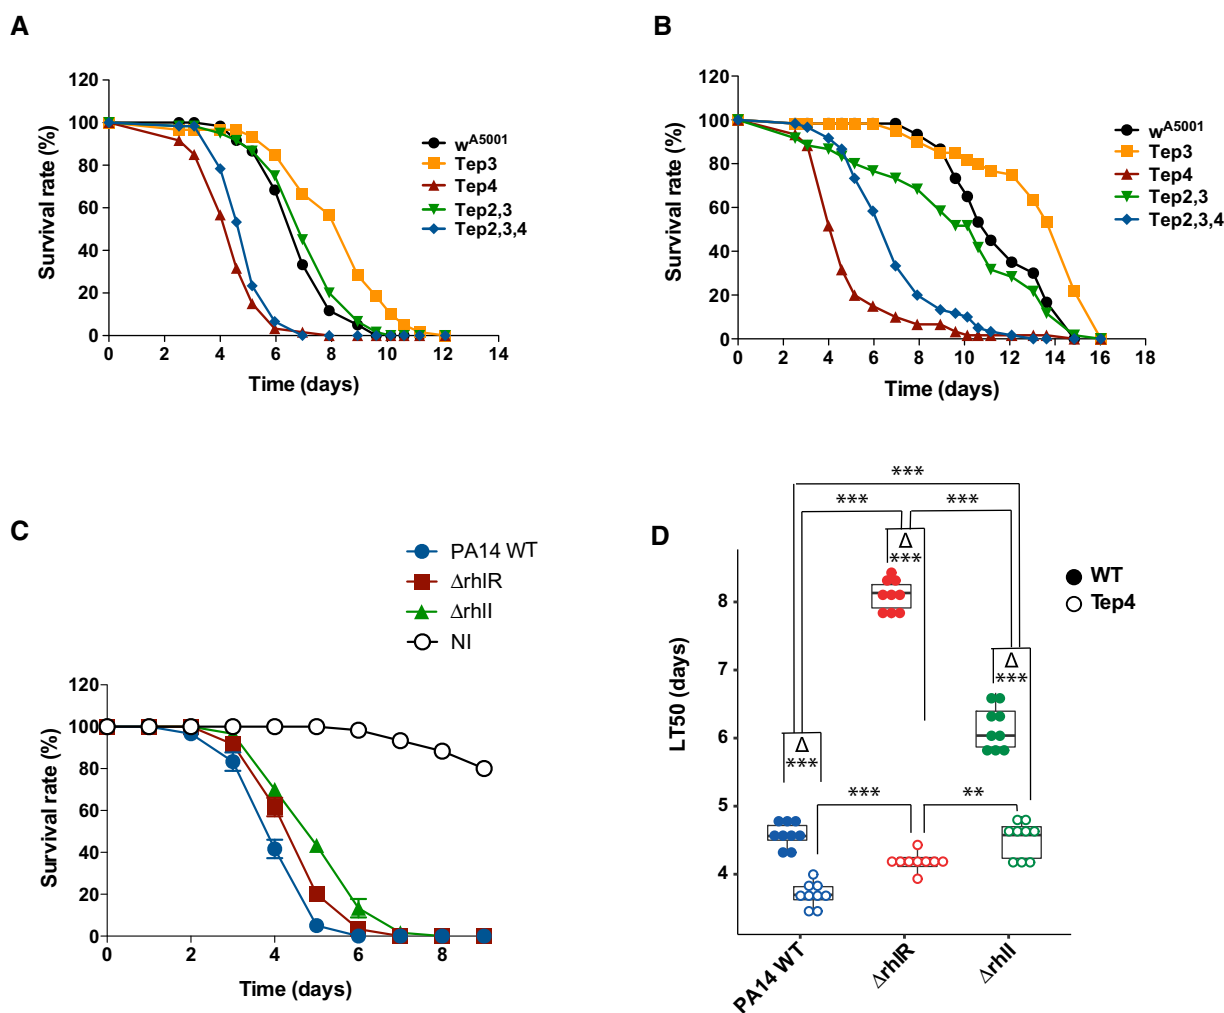 A
120
100
80
60
40
20
0
Survival rate (%)
0 2 4 6 8 10 12 14
Time (days)
wA5001
Tep3
Tep4
Tep2,3
Tep2,3,4
B
120
100
80
60
40
20
0
Survival rate (%)
0 2 4 6 8 10 12 14 16 18
Time (days)
wA5001
Tep3
Tep4
Tep2,3
Tep2,3,4
C
PA14 WT
ΔrhlR
ΔrhlI
NI
120
100
80
60
40
20
0
Survival rate (%)
0 2 4 6 8
Time (days)
D
***
*** ***
Δ
***
WT
Tep4
8
7
6
5
4
LT50 (days)
Δ
***
Δ
***
*** **
PA14 WT
ΔrhlR
ΔrhlI